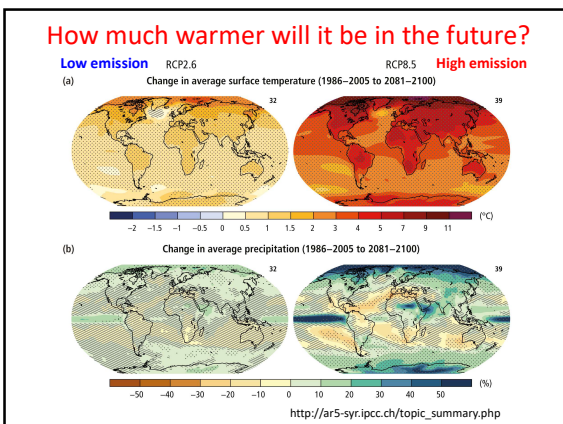 How much warmer will it be in the future?
Low emission RCP2.6 RCP8.5 High emission
(a) Change in average surface temperature (1986–2005 to 2081–2100)
32 39
−2 −1.5 −1 −0.5 0 0.5 1 1.5 2 3 4 5 7 9 11 (°C)
(b) Change in average precipitation (1986–2005 to 2081–2100)
32 39
−50 −40 −30 −20 −10 0 10 20 30 40 50 (%)
http://ar5-syr.ipcc.ch/topic_summary.php